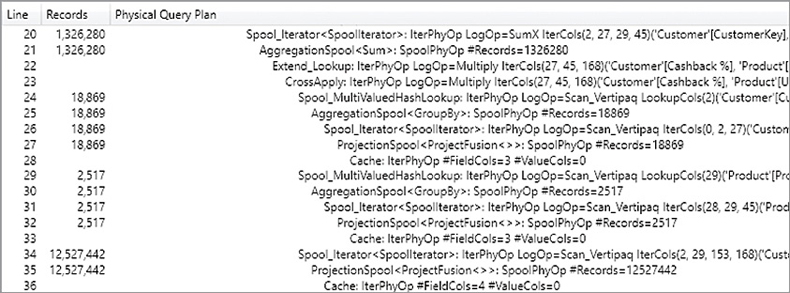 Line Records Physical Query Plan
20 1,326,280 Spool_Iterator<SpoolIterator>: IterPhyOp LogOp=SumX IterCols(2, 27, 29, 45)('Customer'[CustomerKey],
21 1,326,280 AggregationSpool<Sum>: SpoolPhyOp #Records=1326280
22 Extend_Lookup: IterPhyOp LogOp=Multiply IterCols(27, 45, 168)('Customer'[Cashback %], 'Product'[
23 CrossApply: IterPhyOp LogOp=Multiply IterCols(27, 45, 168)('Customer'[Cashback %], 'Product'[U
24 18,869 Spool_MultiValuedHashLookup: IterPhyOp LogOp=Scan_Vertipaq LookupCols(2)('Customer'[Cu
25 18,869 AggregationSpool<GroupBy>: SpoolPhyOp #Records=18869
26 18,869 Spool_Iterator<SpoolIterator>: IterPhyOp LogOp=Scan_Vertipaq IterCols(0, 2, 27)('Custom
27 18,869 ProjectionSpool<ProjectFusion<>>: SpoolPhyOp #Records=18869
28 Cache: IterPhyOp #FieldCols=3 #ValueCols=0
29 2,517 Spool_MultiValuedHashLookup: IterPhyOp LogOp=Scan_Vertipaq LookupCols(29)('Product'[Pro
30 2,517 AggregationSpool<GroupBy>: SpoolPhyOp #Records=2517
31 2,517 Spool_Iterator<SpoolIterator>: IterPhyOp LogOp=Scan_Vertipaq IterCols(28, 29, 45)('Prod
32 2,517 ProjectionSpool<ProjectFusion<>>: SpoolPhyOp #Records=2517
33 Cache: IterPhyOp #FieldCols=3 #ValueCols=0
34 12,527,442 Spool_Iterator<SpoolIterator>: IterPhyOp LogOp=Scan_Vertipaq IterCols(2, 29, 153, 168)('Cust
35 12,527,442 ProjectionSpool<ProjectFusion<>>: SpoolPhyOp #Records=12527442
36 Cache: IterPhyOp #FieldCols=4 #ValueCols=0